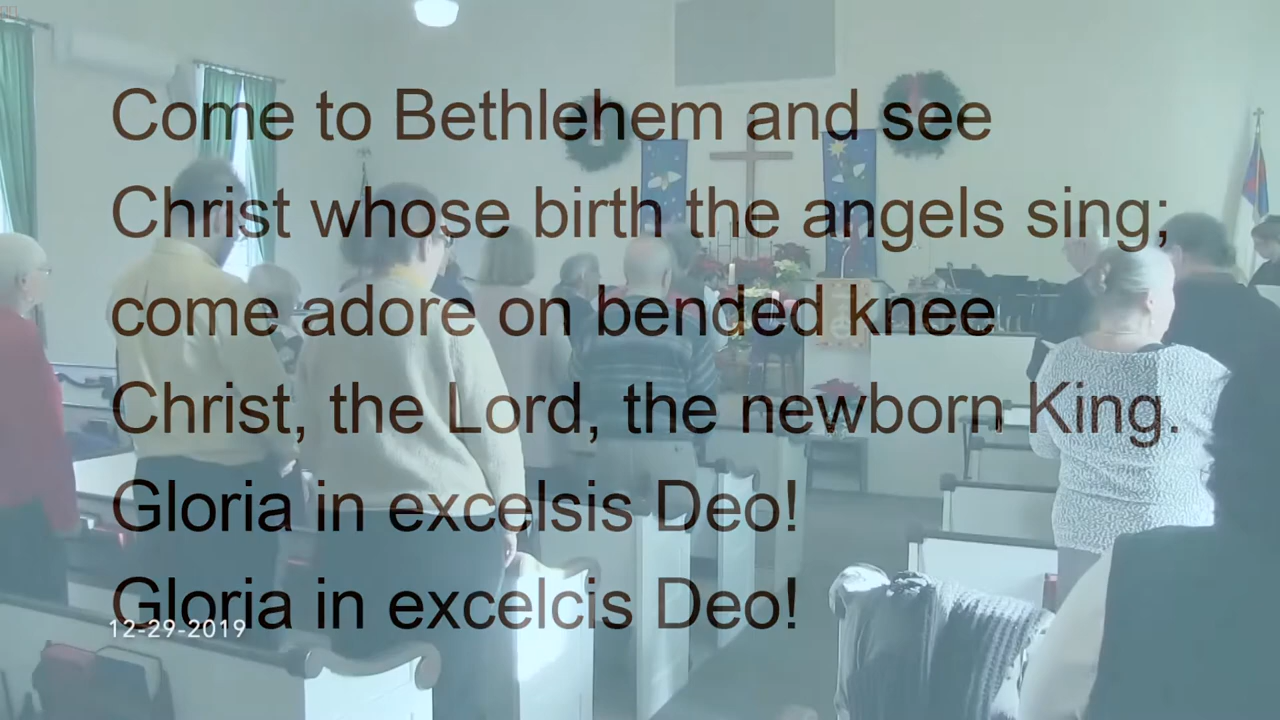 Come to Bethlehem and see
Christ whose birth the angels sing;
come adore on bended knee
Christ, the Lord, the newborn King.
Gloria in excelsis Deo!
Gloria in excelcis Deo!
12-29-2019